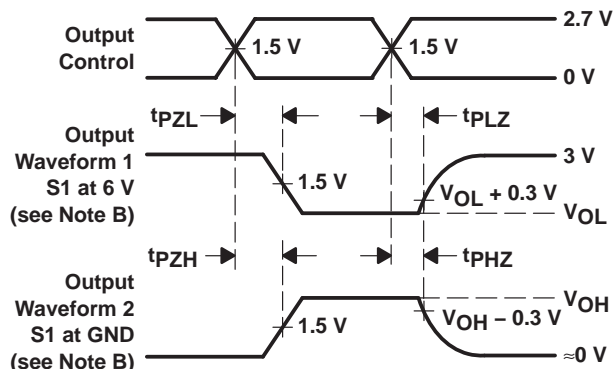 Output
Control
1.5 V
1.5 V
2.7 V
0 V
tPZL
tPLZ
Output
Waveform 1
S1 at 6 V
(see Note B)
1.5 V
3 V
VOL + 0.3 V
VOL
tPZH
tPHZ
Output
Waveform 2
S1 at GND
(see Note B)
1.5 V
VOH
VOH − 0.3 V
≈0 V